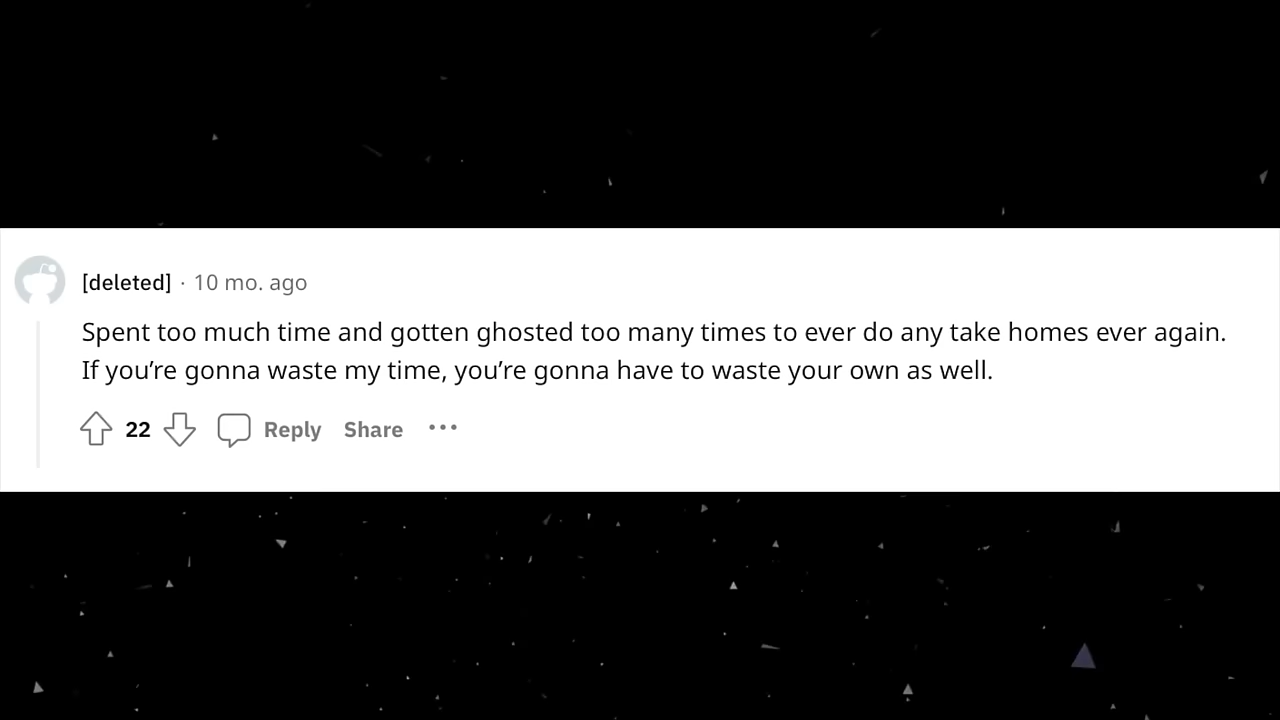 [deleted] · 10 mo. ago
Spent too much time and gotten ghosted too many times to ever do any take homes ever again.
If you’re gonna waste my time, you’re gonna have to waste your own as well.
22 Reply Share •••